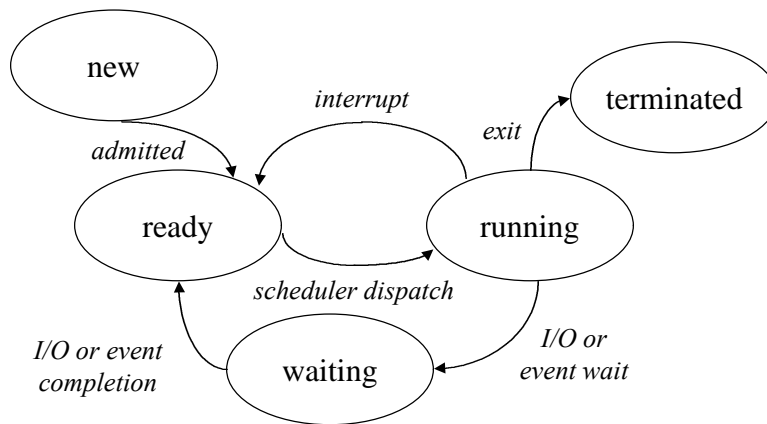 new
terminated
interrupt
exit
admitted
ready
running
scheduler dispatch
I/O or event
completion
waiting
I/O or
event wait